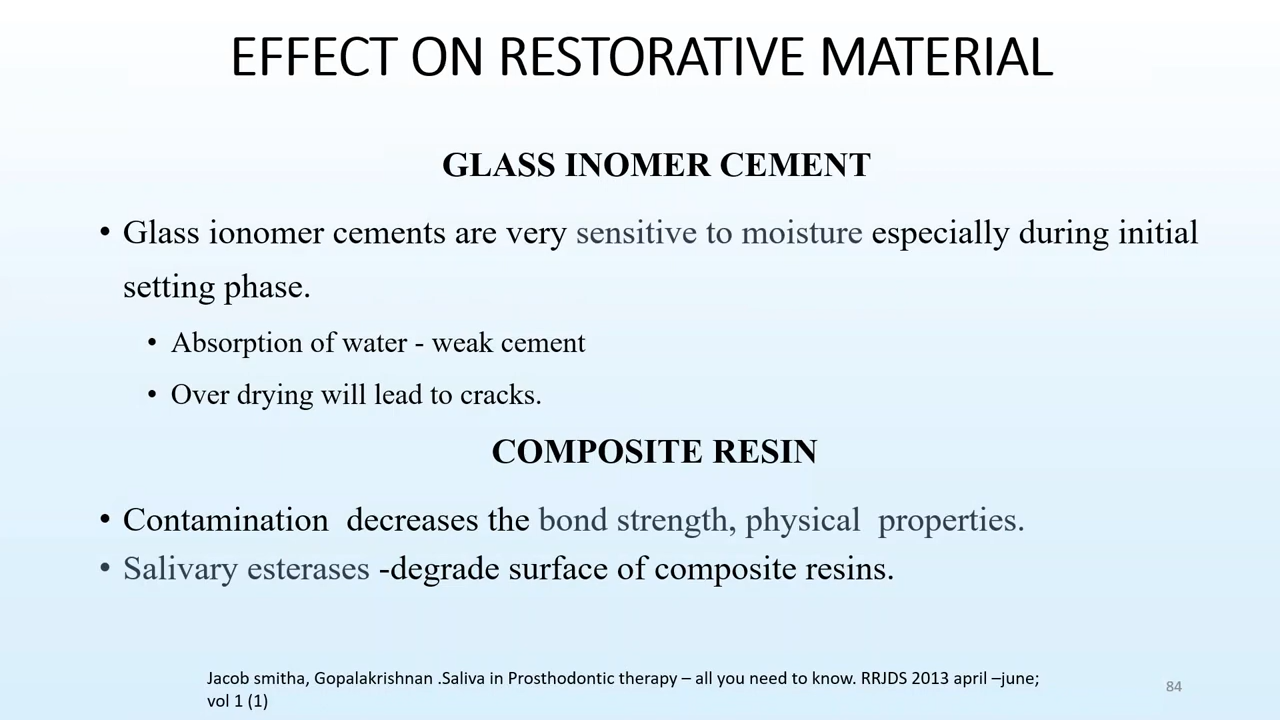 EFFECT ON RESTORATIVE MATERIAL
GLASS INOMER CEMENT
• Glass ionomer cements are very sensitive to moisture especially during initial
setting phase.
• Absorption of water - weak cement
• Over drying will lead to cracks.
COMPOSITE RESIN
• Contamination  decreases the bond strength, physical  properties.
• Salivary esterases -degrade surface of composite resins.
Jacob smitha, Gopalakrishnan .Saliva in Prosthodontic therapy – all you need to know. RRJDS 2013 april –june;
vol 1 (1)
84